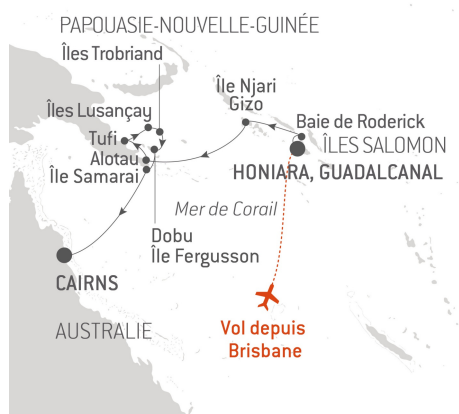 PAPOUASIE-NOUVELLE-GUINÉE
Îles Trobriand
Île Njari
Gizo
Îles Lusançay
Baie de Roderick
Tufi
ÎLES SALOMON
Alotau
Île Samarai
HONIARA, GUADALCANAL
Mer de Corail
Dobu
Île Fergusson
CAIRNS
AUSTRALIE
Vol depuis
Brisbane